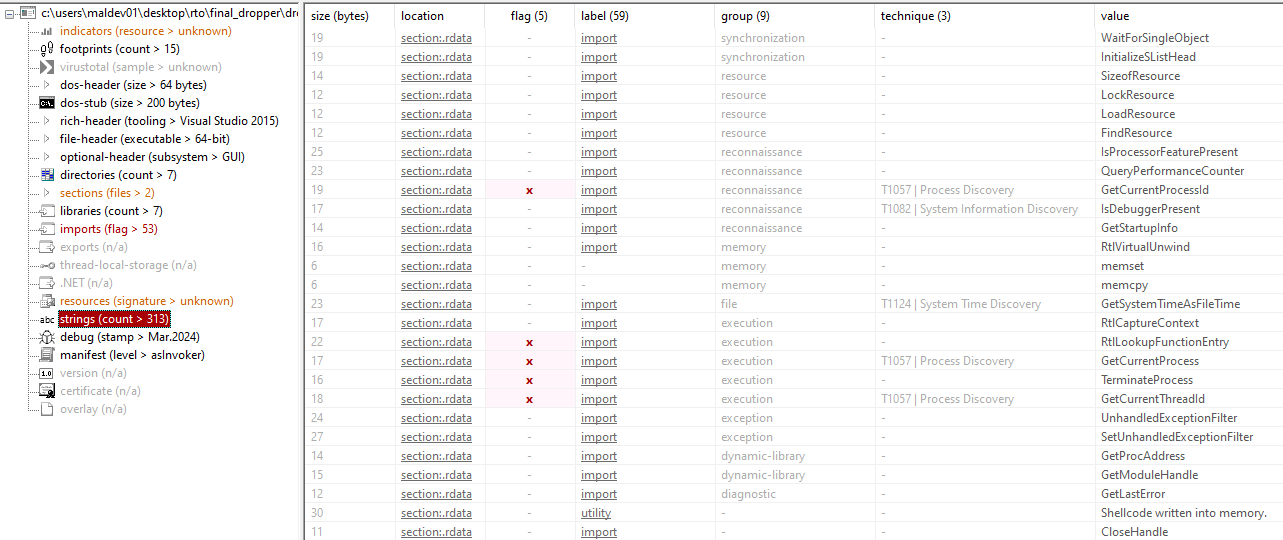 c:\users\maldev01\desktop\rto\final_dropper\dr
indicators (resource > unknown)
footprints (count > 15)
virustotal (sample > unknown)
dos-header (size > 64 bytes)
dos-stub (size > 200 bytes)
rich-header (tooling > Visual Studio 2015)
file-header (executable > 64-bit)
optional-header (subsystem > GUI)
directories (count > 7)
sections (files > 2)
libraries (count > 7)
imports (flag > 53)
exports (n/a)
thread-local-storage (n/a)
.NET (n/a)
resources (signature > unknown)
abc strings (count > 313)
debug (stamp > Mar.2024)
manifest (level > asInvoker)
1.0 version (n/a)
certificate (n/a)
overlay (n/a)
size (bytes) location flag (5) label (59) group (9) technique (3) value
19 section:.rdata - import synchronization - WaitForSingleObject
19 section:.rdata - import synchronization - InitializeSListHead
14 section:.rdata - import resource - SizeofResource
12 section:.rdata - import resource - LockResource
12 section:.rdata - import resource - LoadResource
12 section:.rdata - import resource - FindResource
25 section:.rdata - import reconnaissance - IsProcessorFeaturePresent
23 section:.rdata - import reconnaissance - QueryPerformanceCounter
19 section:.rdata x import reconnaissance T1057 | Process Discovery GetCurrentProcessId
17 section:.rdata - import reconnaissance T1082 | System Information Discovery IsDebuggerPresent
14 section:.rdata - import reconnaissance - GetStartupInfo
16 section:.rdata - import memory - RtlVirtualUnwind
6 section:.rdata - - memory - memset
6 section:.rdata - - memory - memcpy
23 section:.rdata - import file T1124 | System Time Discovery GetSystemTimeAsFileTime
17 section:.rdata - import execution - RtlCaptureContext
22 section:.rdata x import execution - RtlLookupFunctionEntry
17 section:.rdata x import execution T1057 | Process Discovery GetCurrentProcess
16 section:.rdata x import execution - TerminateProcess
18 section:.rdata x import execution T1057 | Process Discovery GetCurrentThreadId
24 section:.rdata - import exception - UnhandledExceptionFilter
27 section:.rdata - import exception - SetUnhandledExceptionFilter
14 section:.rdata - import dynamic-library - GetProcAddress
15 section:.rdata - import dynamic-library - GetModuleHandle
12 section:.rdata - import diagnostic - GetLastError
30 section:.rdata - utility - - Shellcode written into memory.
11 section:.rdata - import - - CloseHandle